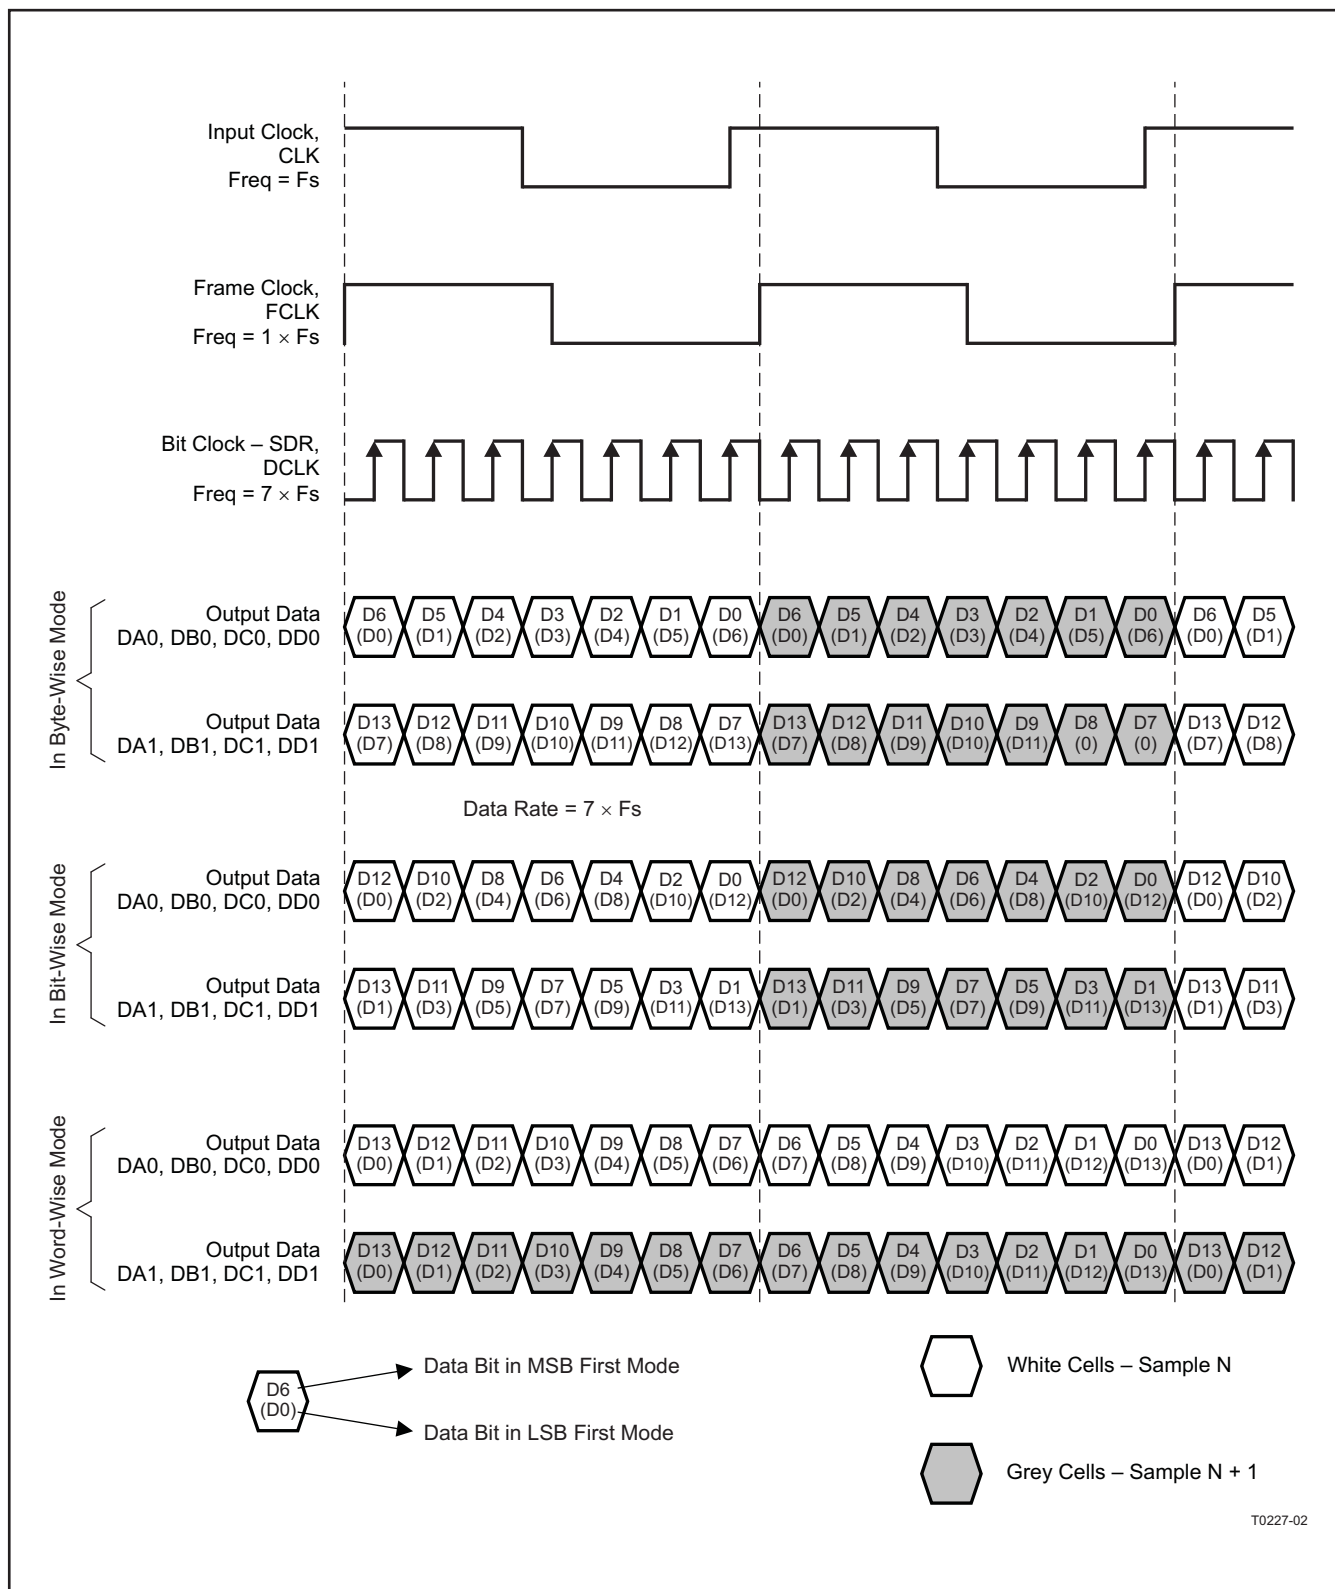 Input Clock,
CLK
Freq = Fs
Frame Clock,
FCLK
Freq = 1 × Fs
Bit Clock – SDR,
DCLK
Freq = 7 × Fs
In Byte-Wise Mode
Output Data
DA0, DB0, DC0, DD0
D6 D5 D4 D3 D2 D1 D0 D6 D5 D4 D3 D2 D1 D0 D6 D5
(D0) (D1) (D2) (D3) (D4) (D5) (D6) (D0) (D1) (D2) (D3) (D4) (D5) (D6) (D0) (D1)
Output Data
DA1, DB1, DC1, DD1
D13 D12 D11 D10 D9 D8 D7 D13 D12 D11 D10 D9 D8 D7 D13 D12
(D7) (D8) (D9) (D10) (D11) (D12) (D13) (D7) (D8) (D9) (D10) (D11) (0) (0) (D7) (D8)
Data Rate = 7 × Fs
In Bit-Wise Mode
Output Data
DA0, DB0, DC0, DD0
D12 D10 D8 D6 D4 D2 D0 D12 D10 D8 D6 D4 D2 D0 D12 D10
(D0) (D2) (D4) (D6) (D8) (D10) (D12) (D0) (D2) (D4) (D6) (D8) (D10) (D12) (D0) (D2)
Output Data
DA1, DB1, DC1, DD1
D13 D11 D9 D7 D5 D3 D1 D13 D11 D9 D7 D5 D3 D1 D13 D11
(D1) (D3) (D5) (D7) (D9) (D11) (D13) (D1) (D3) (D5) (D7) (D9) (D11) (D13) (D1) (D3)
In Word-Wise Mode
Output Data
DA0, DB0, DC0, DD0
D13 D12 D11 D10 D9 D8 D7 D6 D5 D4 D3 D2 D1 D0 D13 D12
(D0) (D1) (D2) (D3) (D4) (D5) (D6) (D7) (D8) (D9) (D10) (D11) (D12) (D13) (D0) (D1)
Output Data
DA1, DB1, DC1, DD1
D13 D12 D11 D10 D9 D8 D7 D6 D5 D4 D3 D2 D1 D0 D13 D12
(D0) (D1) (D2) (D3) (D4) (D5) (D6) (D7) (D8) (D9) (D10) (D11) (D12) (D13) (D0) (D1)
D6
(D0)
Data Bit in MSB First Mode
Data Bit in LSB First Mode
White Cells – Sample N
Grey Cells – Sample N + 1
T0227-02